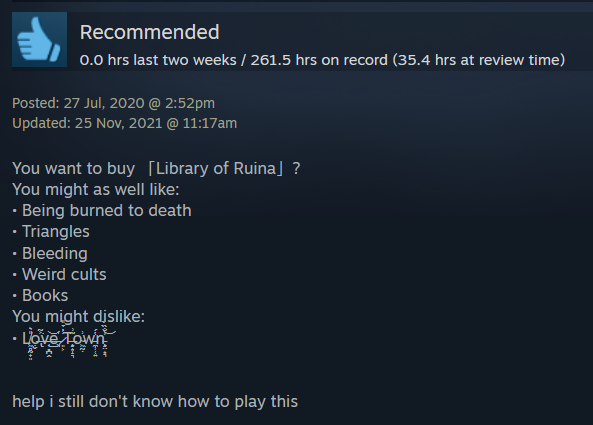 Recommended
0.0 hrs last two weeks / 261.5 hrs on record (35.4 hrs at review time)
Posted: 27 Jul, 2020 @ 2:52pm
Updated: 25 Nov, 2021 @ 11:17am
You want to buy 「Library of Ruina」?
You might as well like:
• Being burned to death
• Triangles
• Bleeding
• Weird cults
• Books
You might dislike:
• Love Town
help i still don't know how to play this